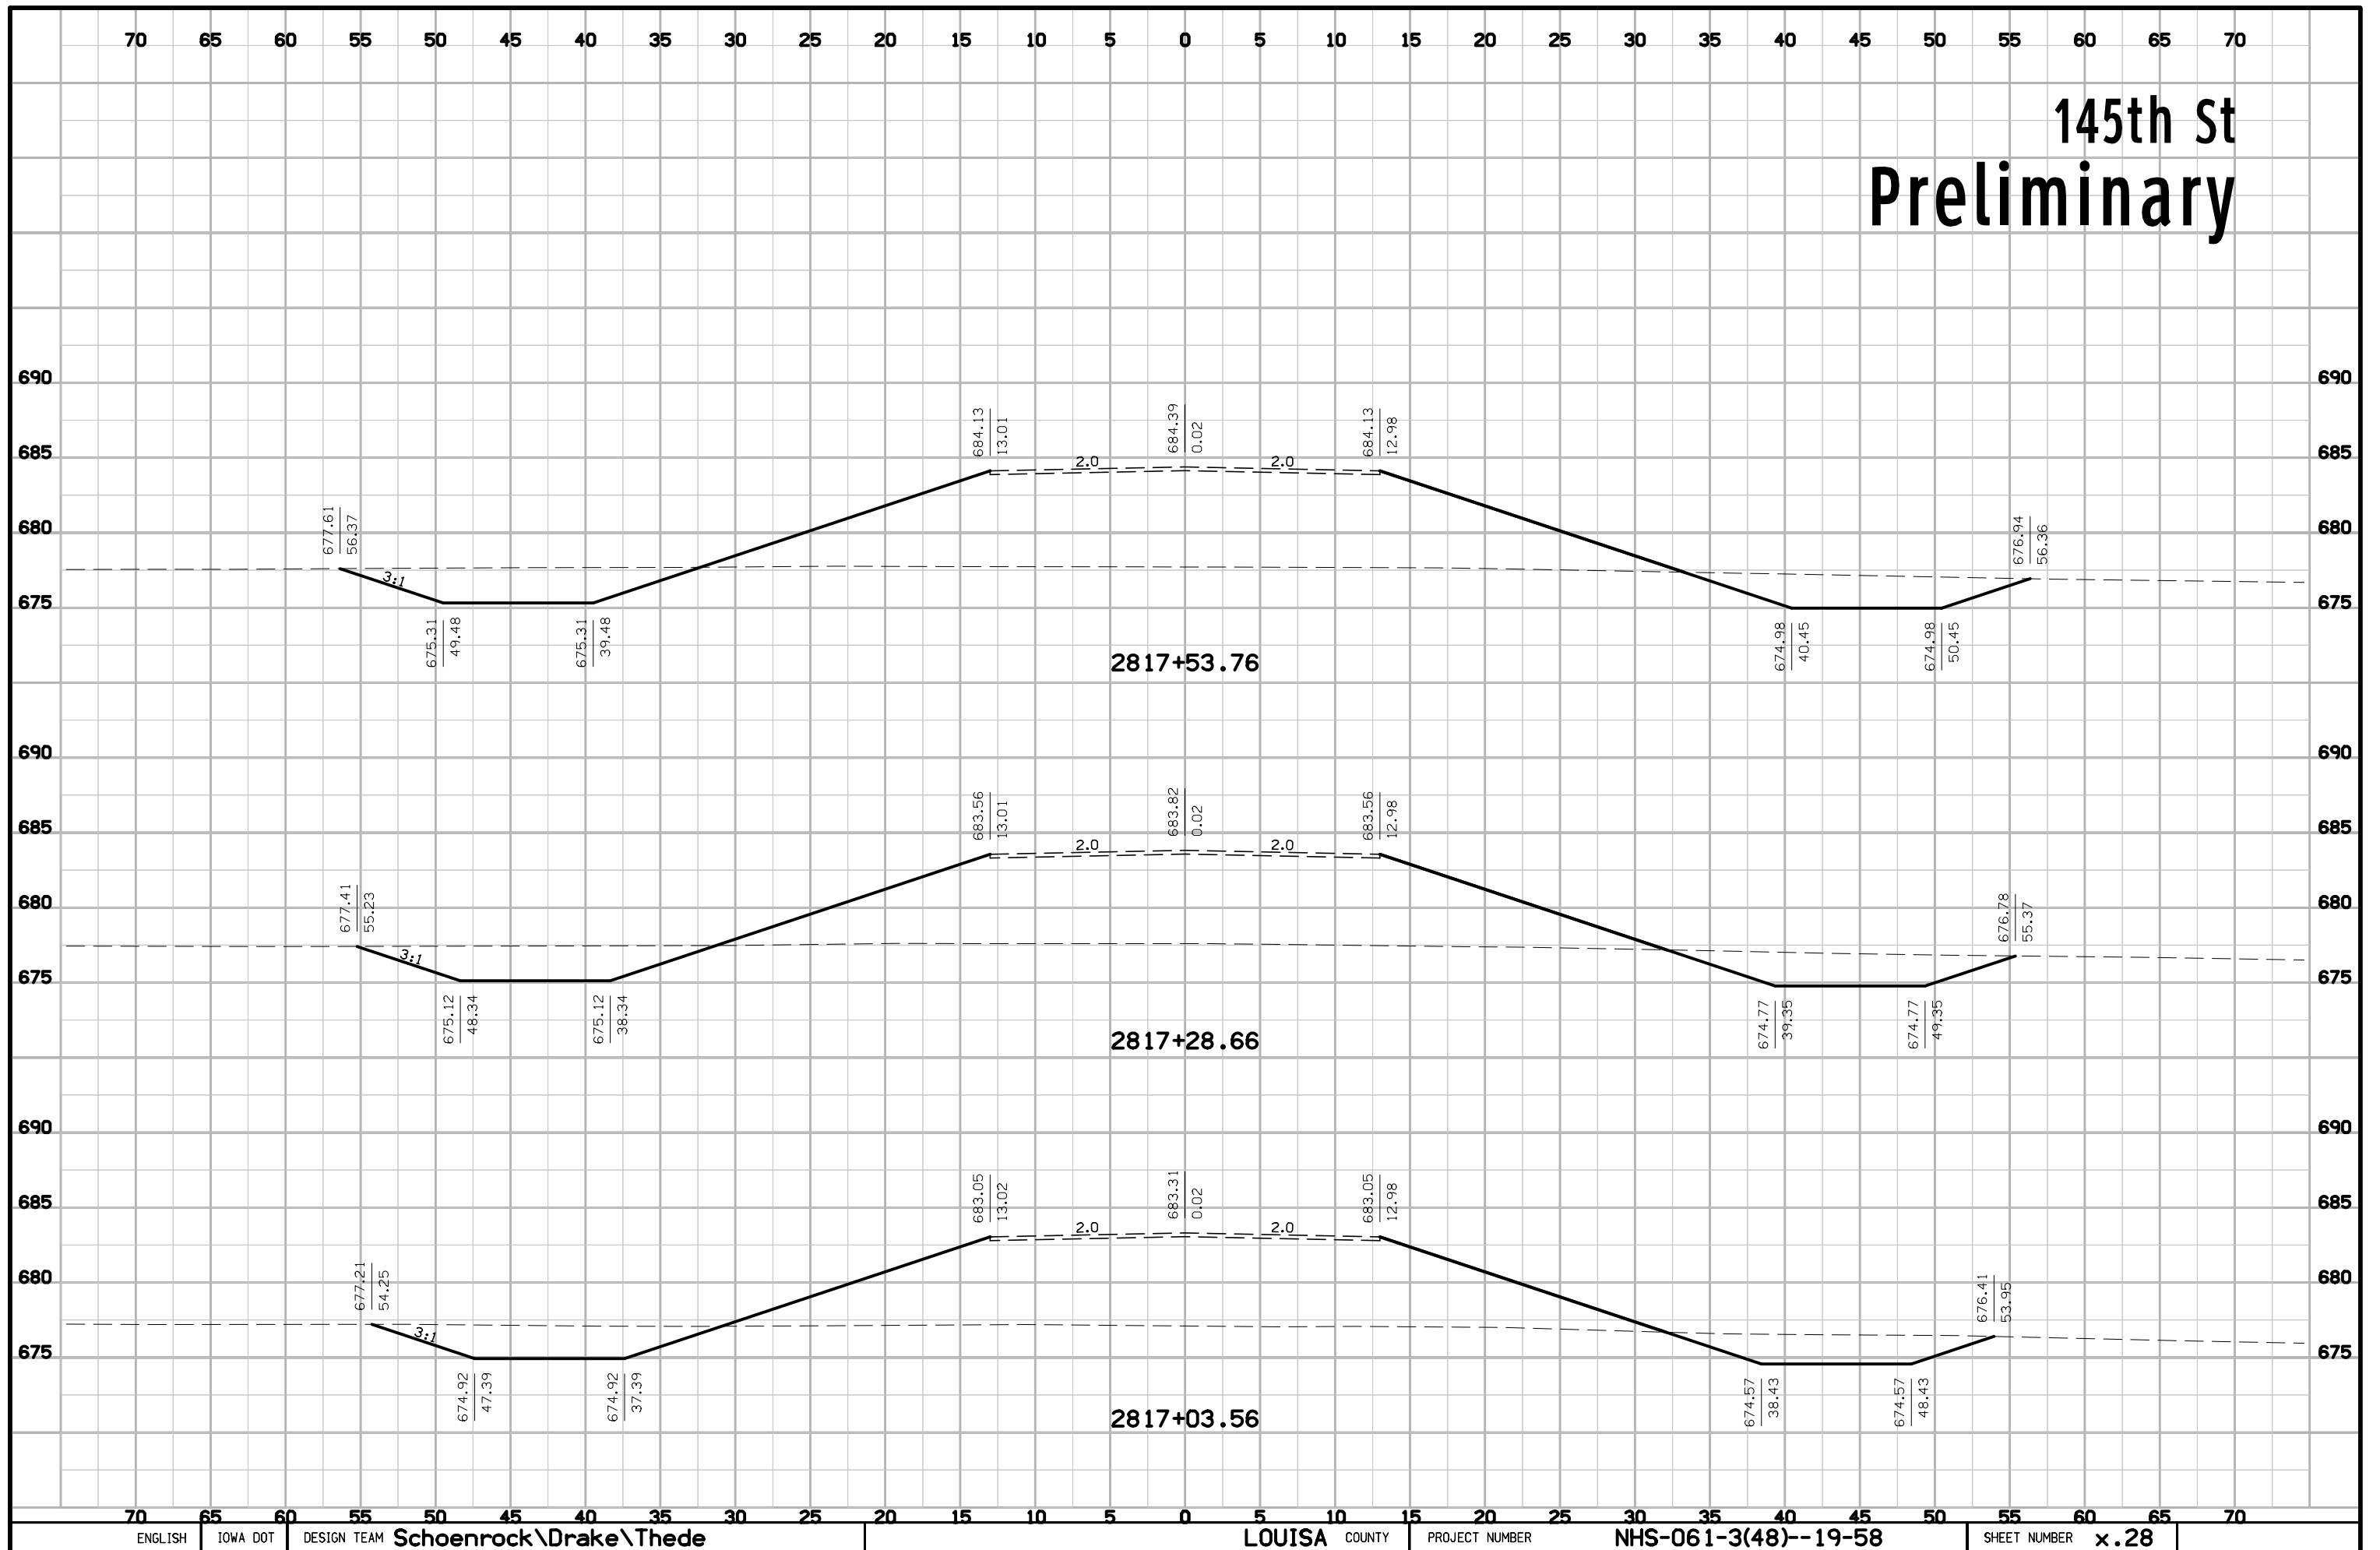 70 65 60 55 50 45 40 35 30 25 20 15 10 5 0 5 10 15 20 25 30 35 40 45 50 55 60 65 70
145th St
Preliminary
690 690
684.13 13.01 684.39 0.02 684.13 12.98
685 2.0 2.0 685
677.61 56.37 676.94 56.36
680 680
3:1
675 675
675.31 49.48 675.31 39.48 674.98 40.45 674.98 50.45
2817+53.76
690 690
683.56 13.01 683.82 0.02 683.56 12.98
685 685
2.0 2.0
677.41 55.23 676.78 55.37
680 680
3:1
675 675
675.12 48.34 675.12 38.34 674.77 39.35 674.77 49.35
2817+28.66
690 690
683.05 13.02 683.31 0.02 683.05 12.98
685 685
2.0 2.0
677.21 54.25 676.41 53.95
680 680
3:1
675 675
674.92 47.39 674.92 37.39 674.57 38.43 674.57 48.43
2817+03.56
70 65 60 55 50 45 40 35 30 25 20 15 10 5 0 5 10 15 20 25 30 35 40 45 50 55 60 65 70
ENGLISH IOWA DOT DESIGN TEAM Schoenrock\Drake\Thede LOUISA COUNTY PROJECT NUMBER NHS-061-3(48)--19-58 SHEET NUMBER x.28